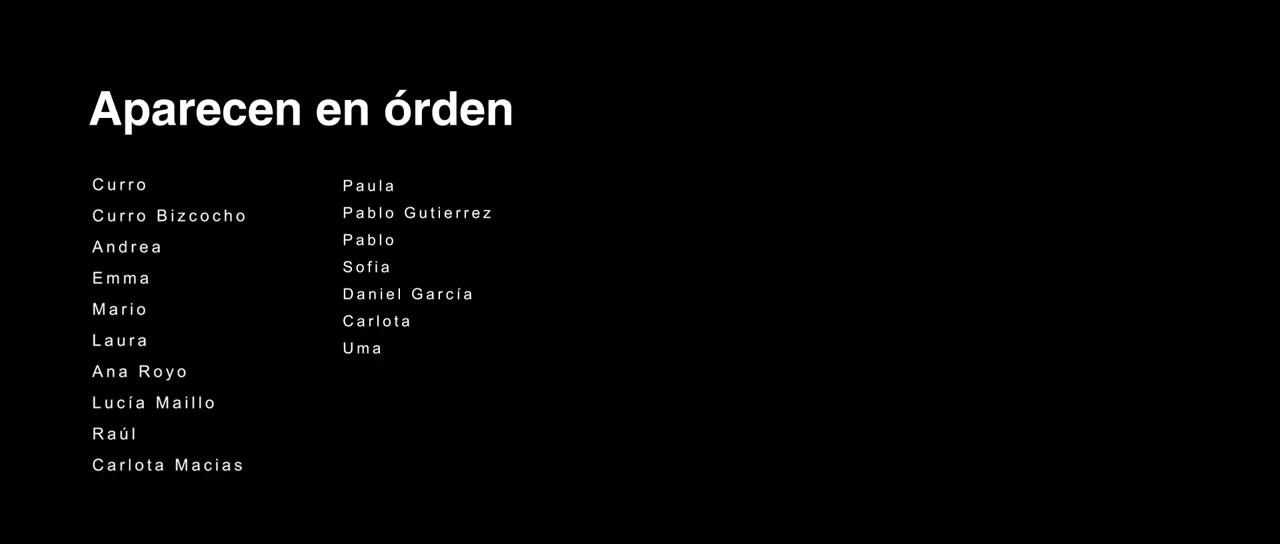 Aparecen en órden
Curro
Curro Bizcocho
Andrea
Emma
Mario
Laura
Ana Royo
Lucía Maillo
Raúl
Carlota Macias
Paula
Pablo Gutierrez
Pablo
Sofia
Daniel García
Carlota
Uma